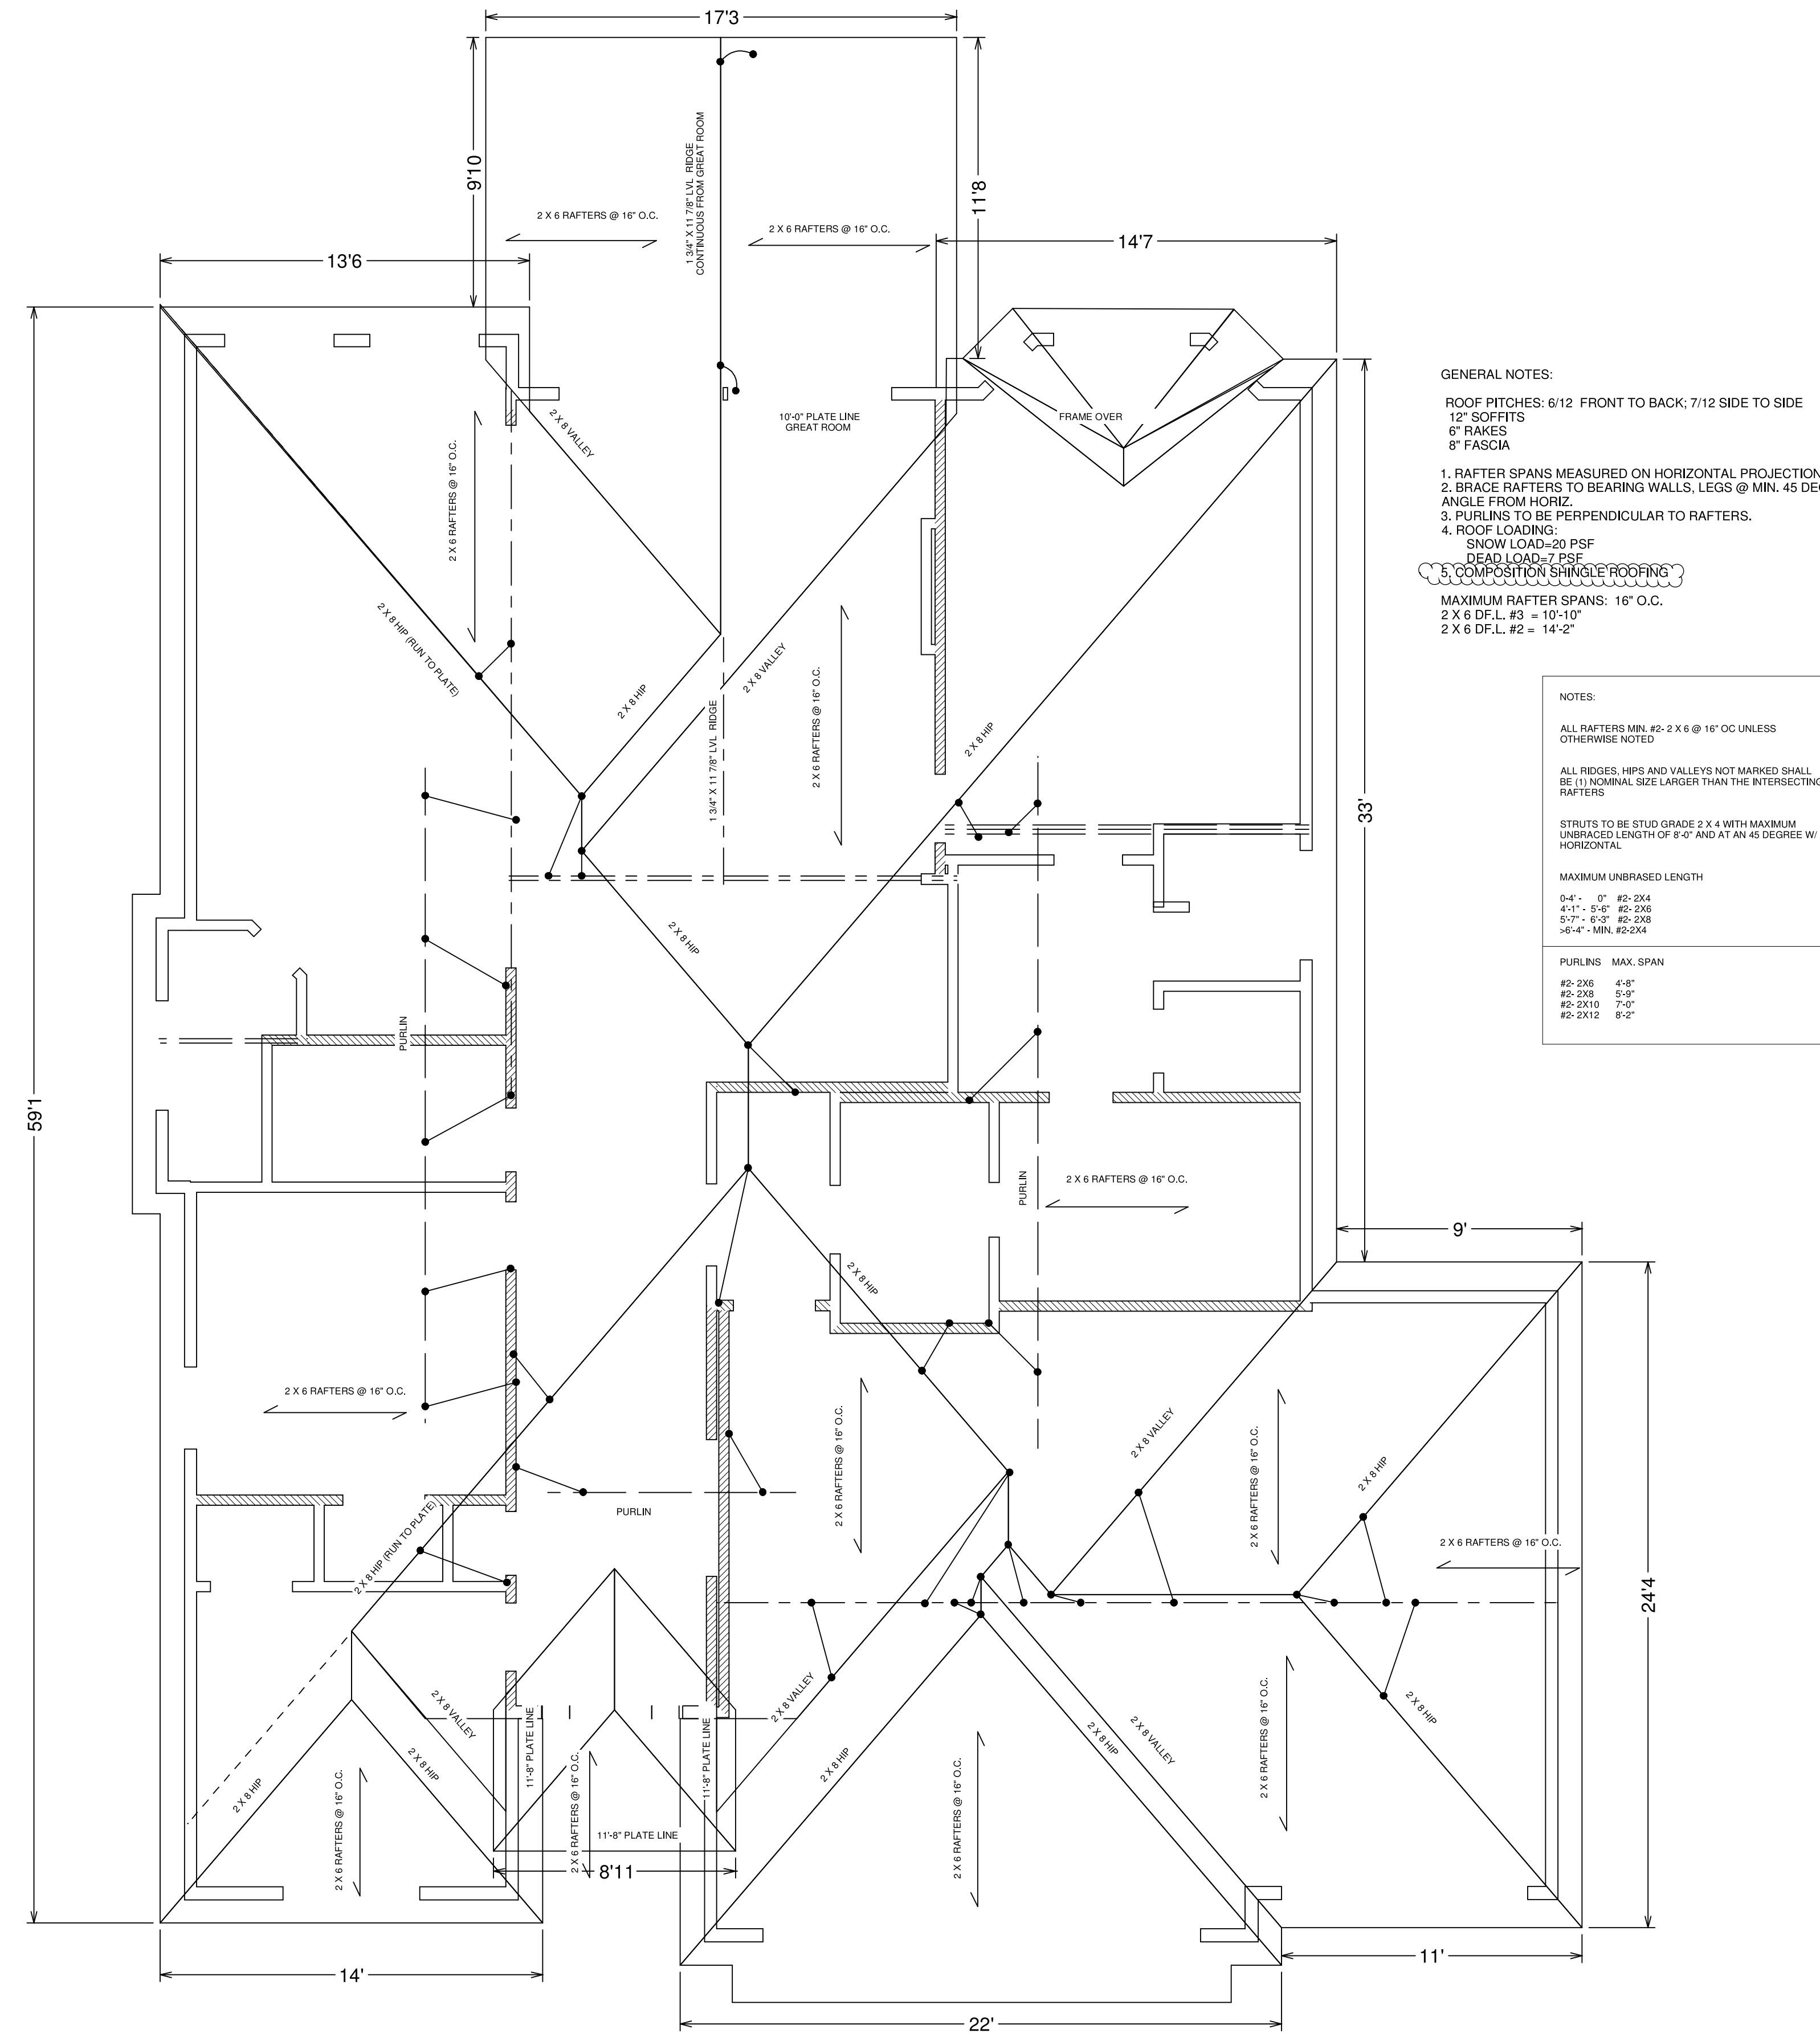 17'3
9'10
11'8
1 3/4" X 11 7/8" LVL RIDGE
CONTINUOUS FROM GREAT ROOM
2 X 6 RAFTERS @ 16" O.C.
2 X 6 RAFTERS @ 16" O.C.
13'6
14'7
10'-0" PLATE LINE
GREAT ROOM
FRAME OVER
2 X 8 VALLEY
2 X 6 RAFTERS @ 16" O.C.
2 X 8 HIP (RUN TO PLATE)
2 X 8 HIP
2 X 8 VALLEY
1 3/4" X 11 7/8" LVL RIDGE
2 X 6 RAFTERS @ 16" O.C.
2 X 8 HIP
33'
GENERAL NOTES:
ROOF PITCHES: 6/12 FRONT TO BACK; 7/12 SIDE TO SIDE
12" SOFFITS
6" RAKES
8" FASCIA
1. RAFTER SPANS MEASURED ON HORIZONTAL PROJECTION
2. BRACE RAFTERS TO BEARING WALLS, LEGS @ MIN. 45 DE
ANGLE FROM HORIZ.
3. PURLINS TO BE PERPENDICULAR TO RAFTERS.
4. ROOF LOADING:
SNOW LOAD=20 PSF
DEAD LOAD=7 PSF
5. COMPOSITION SHINGLE ROOFING
MAXIMUM RAFTER SPANS: 16" O.C.
2 X 6 DF.L. #3 = 10'-10"
2 X 6 DF.L. #2 = 14'-2"
NOTES:
ALL RAFTERS MIN. #2- 2 X 6 @ 16" OC UNLESS
OTHERWISE NOTED
ALL RIDGES, HIPS AND VALLEYS NOT MARKED SHALL
BE (1) NOMINAL SIZE LARGER THAN THE INTERSECTING
RAFTERS
STRUTS TO BE STUD GRADE 2 X 4 WITH MAXIMUM
UNBRACED LENGTH OF 8'-0" AND AT AN 45 DEGREE W/
HORIZONTAL
MAXIMUM UNBRASED LENGTH
0-4' - 0" #2- 2X4
4'-1" - 5'-6" #2- 2X6
5'-7" - 6'-3" #2- 2X8
>6'-4" - MIN. #2-2X4
PURLINS MAX. SPAN
#2- 2X6 4'-8"
#2- 2X8 5'-9"
#2- 2X10 7'-0"
#2- 2X12 8'-2"
2 X 8 HIP
PURLIN
59'1
PURLIN
2 X 6 RAFTERS @ 16" O.C.
9'
2 X 8 HIP
2 X 6 RAFTERS @ 16" O.C.
2 X 6 RAFTERS @ 16" O.C.
2 X 8 VALLEY
2 X 6 RAFTERS @ 16" O.C.
2 X 8 HIP
PURLIN
2 X 8 HIP (RUN TO PLATE)
2 X 6 RAFTERS @ 16" O.C.
24'4
2 X 8 VALLEY
11'-8" PLATE LINE
11'-8" PLATE LINE
2 X 8 VALLEY
2 X 8 VALLEY
2 X 8 HIP
2 X 6 RAFTERS @ 16" O.C.
2 X 8 HIP
2 X 8 HIP
2 X 8 HIP
2 X 8 HIP
2 X 6 RAFTERS @ 16" O.C.
2 X 6 RAFTERS @ 16" O.C.
2 X 6 RAFTERS @ 16" O.C.
11'-8" PLATE LINE
8'11
14'
11'
22'